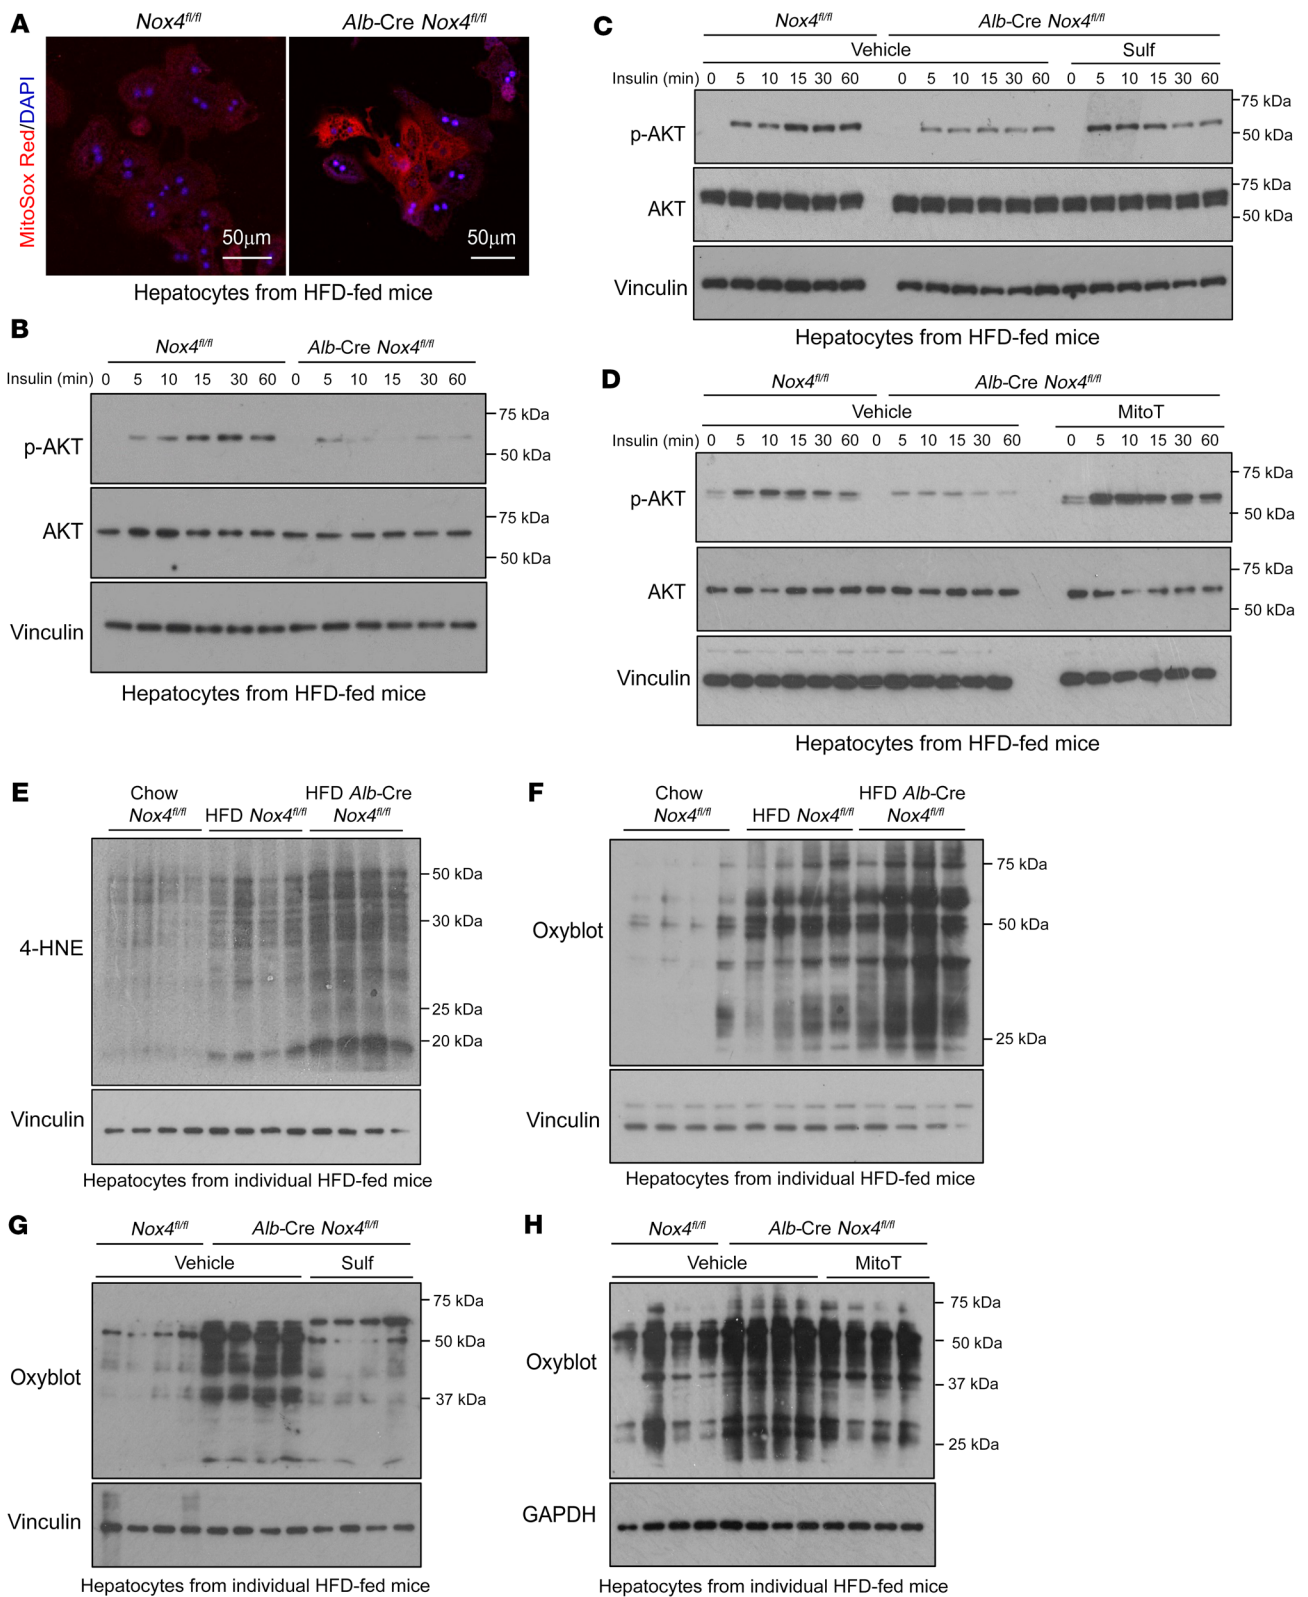 A
Nox4fl/fl
Alb-Cre Nox4fl/fl
MitoSox Red/DAPI
50µm
50µm
Hepatocytes from HFD-fed mice
B
Nox4fl/fl
Alb-Cre Nox4fl/fl
Insulin (min) 0 5 10 15 30 60 0 5 10 15 30 60
p-AKT
75 kDa
50 kDa
AKT
75 kDa
50 kDa
Vinculin
Hepatocytes from HFD-fed mice
C
Nox4fl/fl
Alb-Cre Nox4fl/fl
Vehicle
Sulf
Insulin (min) 0 5 10 15 30 60 0 5 10 15 30 60 0 5 10 15 30 60
p-AKT
75 kDa
50 kDa
AKT
75 kDa
50 kDa
Vinculin
Hepatocytes from HFD-fed mice
D
Nox4fl/fl
Alb-Cre Nox4fl/fl
Vehicle
MitoT
Insulin (min) 0 5 10 15 30 60 0 5 10 15 30 60 0 5 10 15 30 60
p-AKT
75 kDa
50 kDa
AKT
75 kDa
50 kDa
Vinculin
Hepatocytes from HFD-fed mice
E
Chow
Nox4fl/fl
HFD Nox4fl/fl
HFD Alb-Cre
Nox4fl/fl
4-HNE
50 kDa
30 kDa
25 kDa
20 kDa
Vinculin
Hepatocytes from individual HFD-fed mice
F
Chow
Nox4fl/fl
HFD Nox4fl/fl
HFD Alb-Cre
Nox4fl/fl
Oxyblot
75 kDa
50 kDa
25 kDa
Vinculin
Hepatocytes from individual HFD-fed mice
G
Nox4fl/fl
Alb-Cre Nox4fl/fl
Vehicle
Sulf
Oxyblot
75 kDa
50 kDa
37 kDa
Vinculin
Hepatocytes from individual HFD-fed mice
H
Nox4fl/fl
Alb-Cre Nox4fl/fl
Vehicle
MitoT
Oxyblot
75 kDa
50 kDa
37 kDa
25 kDa
GAPDH
Hepatocytes from individual HFD-fed mice